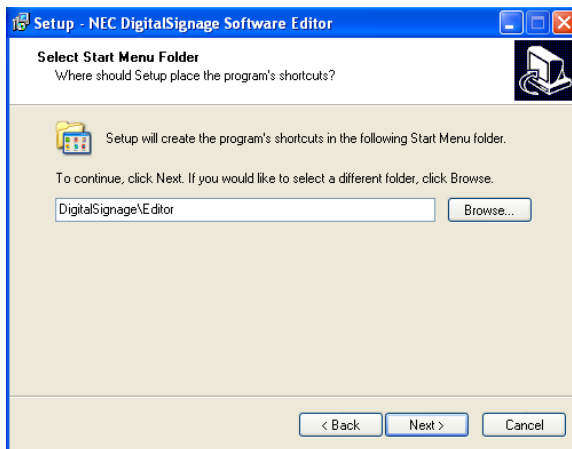 Setup - NEC DigitalSignage Software Editor
Select Start Menu Folder
Where should Setup place the program's shortcuts?
Setup will create the program's shortcuts in the following Start Menu folder.
To continue, click Next. If you would like to select a different folder, click Browse.
DigitalSignage\Editor
Browse...
< Back
Next >
Cancel